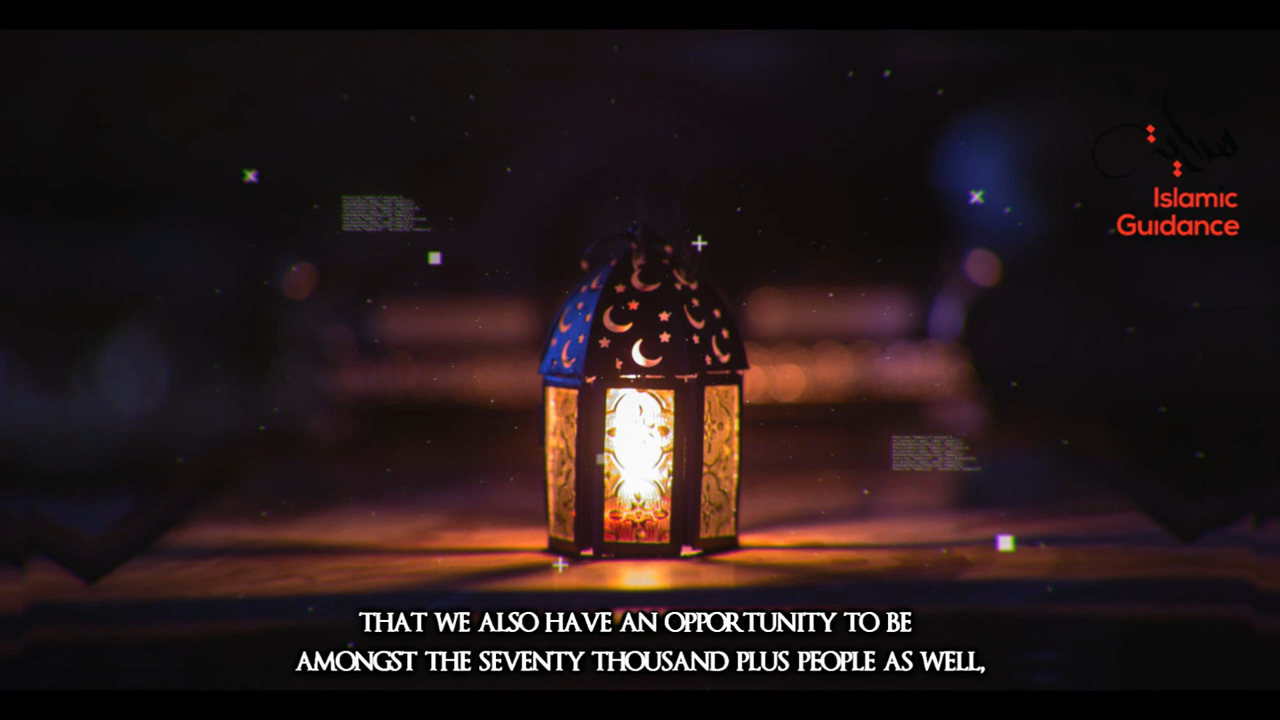 Islamic
Guidance
THAT WE ALSO HAVE AN OPPORTUNITY TO BE
AMONGST THE SEVENTY THOUSAND PLUS PEOPLE AS WELL,